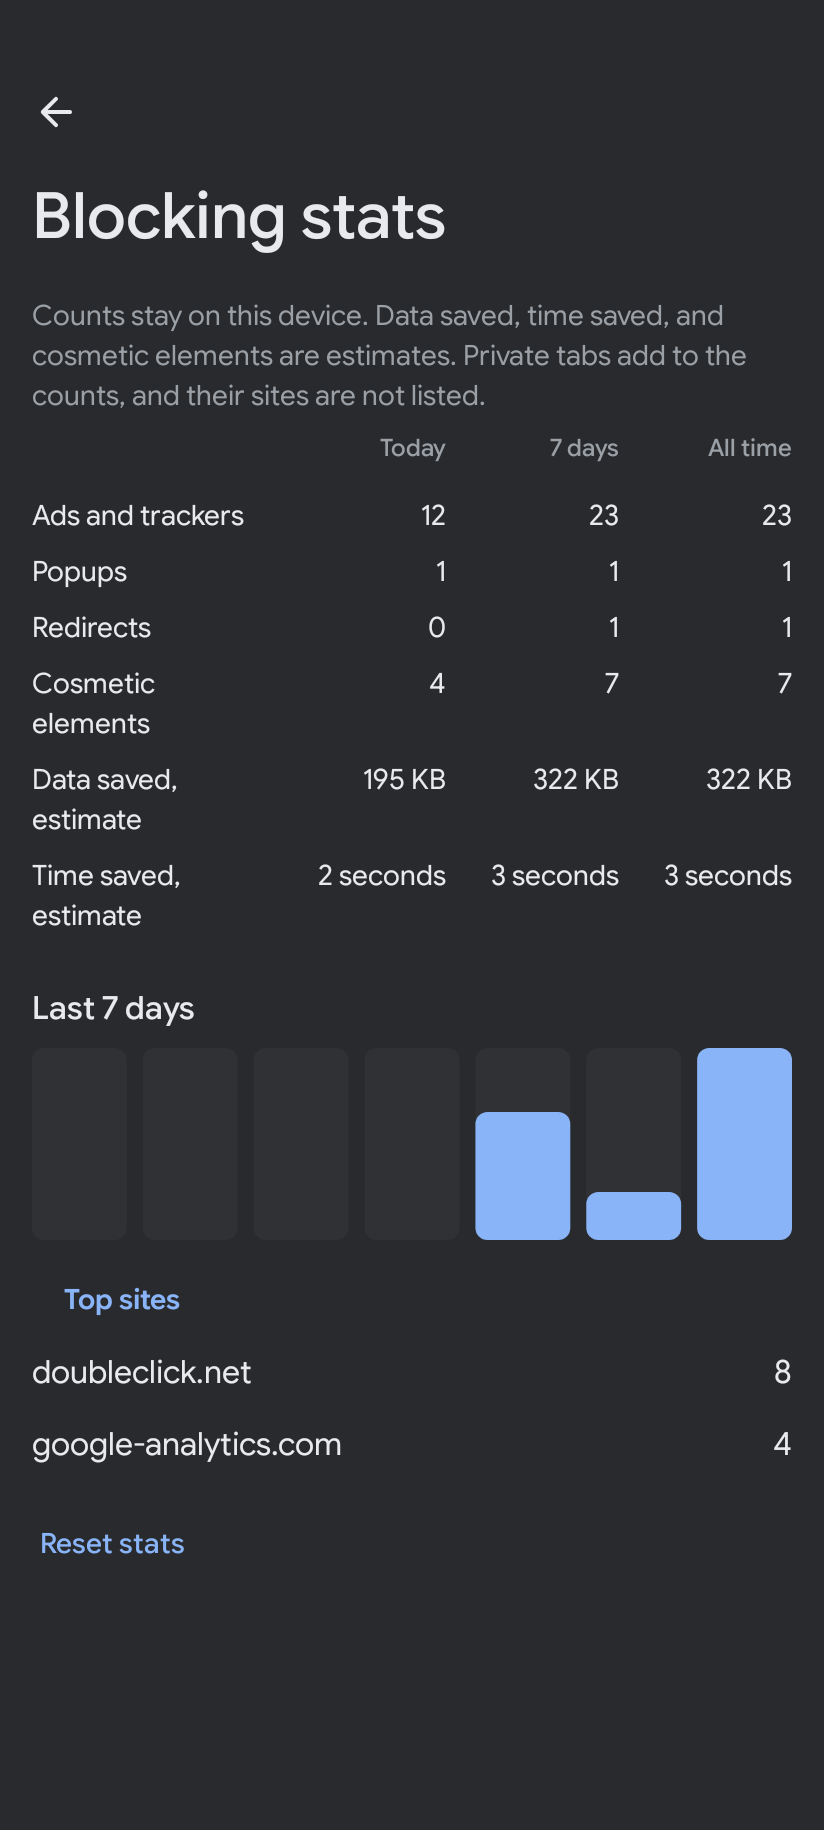 Blocking stats
Counts stay on this device. Data saved, time saved, and
cosmetic elements are estimates. Private tabs add to the
counts, and their sites are not listed.
Today 7 days All time
Ads and trackers 12 23 23
Popups 1 1 1
Redirects 0 1 1
Cosmetic 4 7 7
elements
Data saved, 195 KB 322 KB 322 KB
estimate
Time saved, 2 seconds 3 seconds 3 seconds
estimate
Last 7 days
Top sites
doubleclick.net 8
google-analytics.com 4
Reset stats